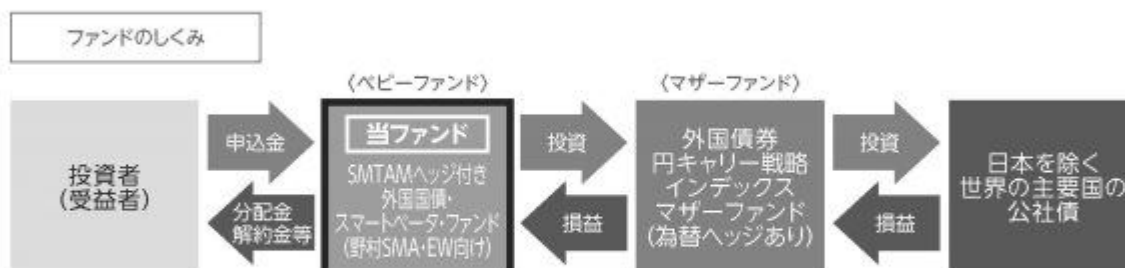 ファンドのしくみ
〈ベビーファンド〉
〈マザーファンド〉
投資者
(受益者)
申込金
分配金
解約金等
当ファンド
SMTAMヘッジ付き
外国国債・
スマートベータ・ファンド
(野村SMA・EW向け)
投資
損益
外国債券
円キャリー戦略
インデックス
マザーファンド
(為替ヘッジあり)
投資
損益
日本を除く
世界の主要国の
公社債